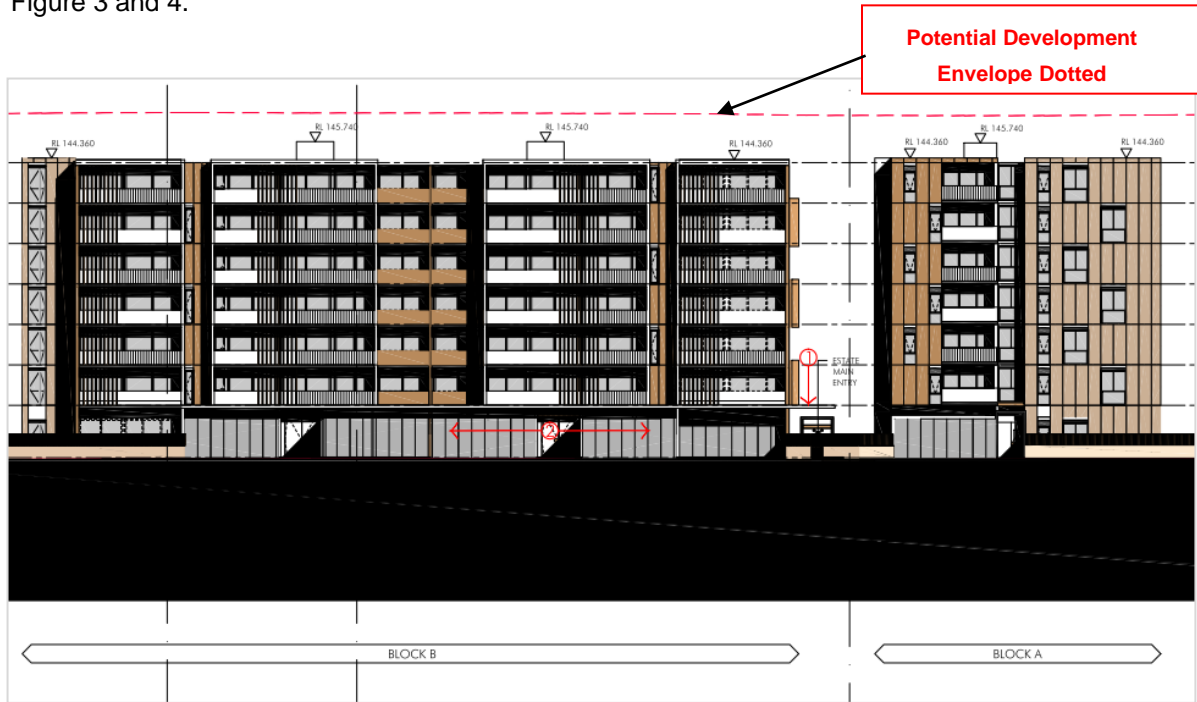 Figure 3 and 4.
Potential Development
Envelope Dotted
RL 144.360
RL 145.740
RL 145.740
RL 144.360
RL 144.360
RL 145.740
RL 144.360
1
ESTATE
MAIN
ENTRY
2
BLOCK B
BLOCK A